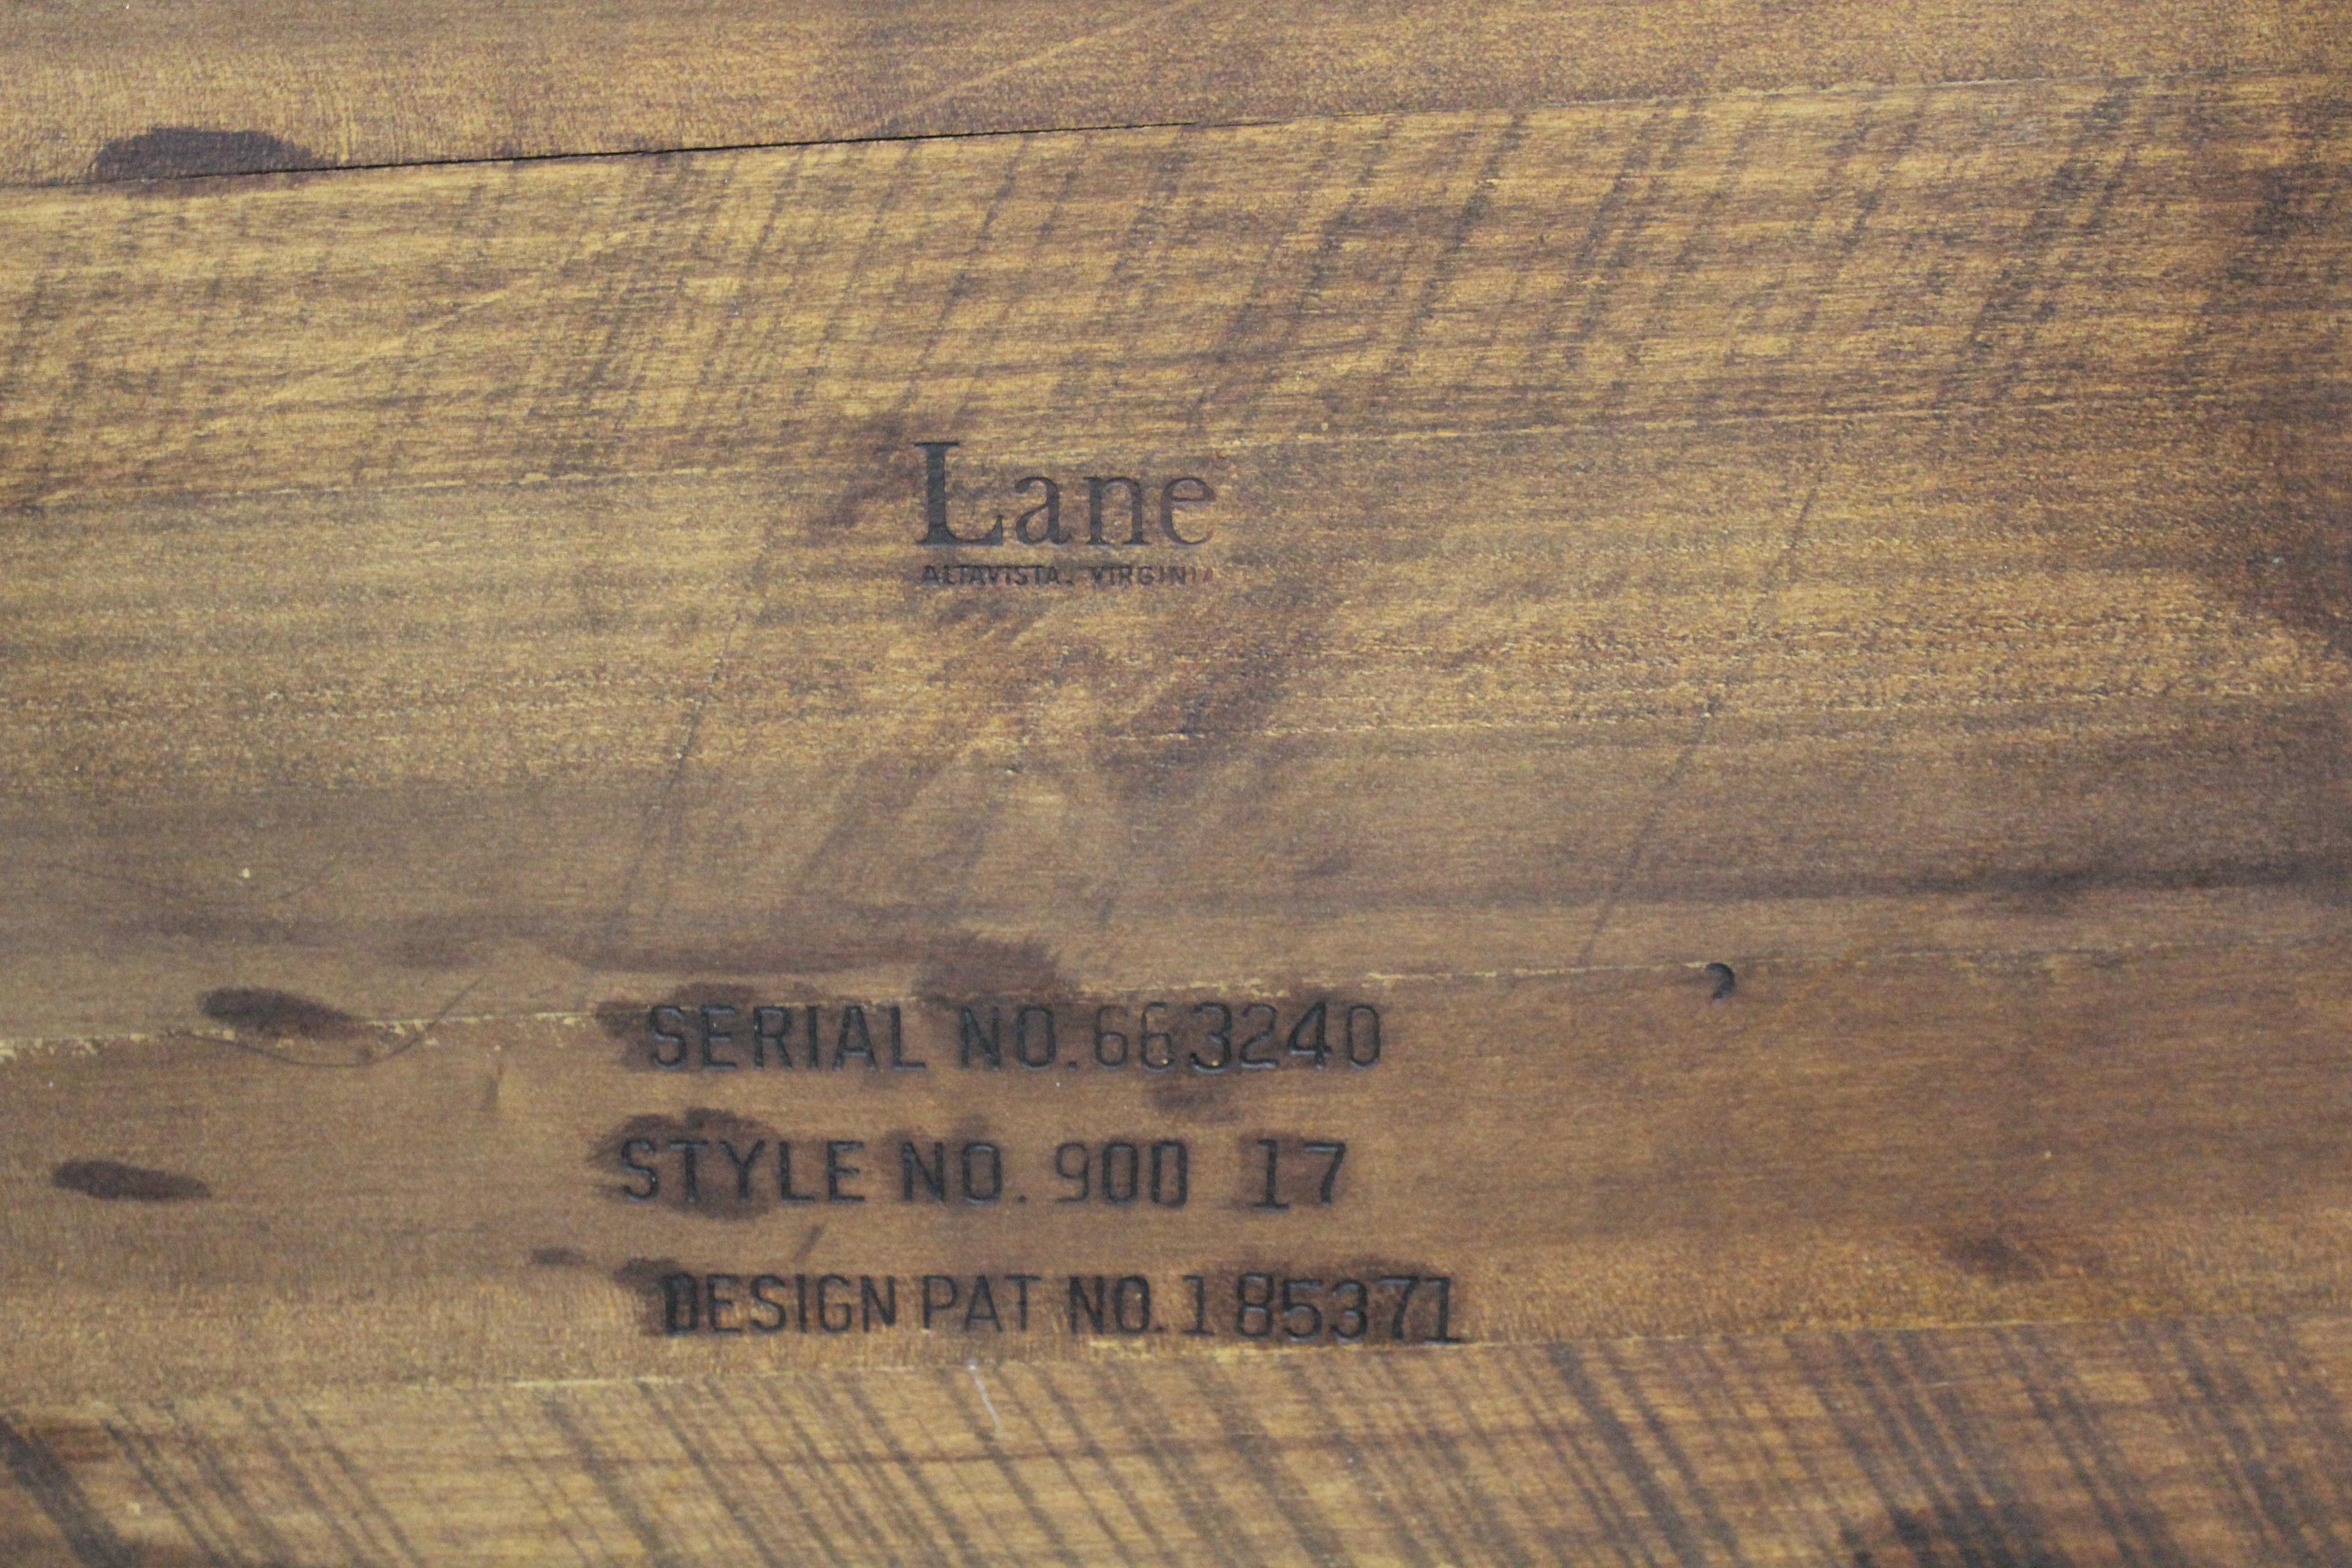 Lane
ALTAVISTA, VIRGINIA
SERIAL NO. 663240
STYLE NO. 900 17
DESIGN PAT NO. 185371